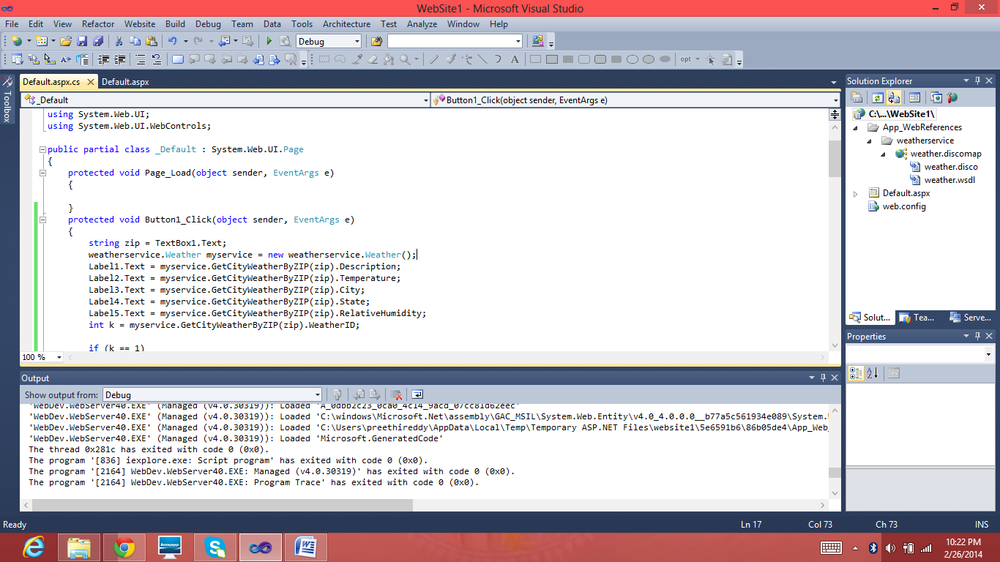 WebSite1 - Microsoft Visual Studio
File Edit View Refactor Website Build Debug Team Data Tools Architecture Test Analyze Window Help
Debug
A opt
Default.aspx.cs Default.aspx
_Default Button1_Click(object sender, EventArgs e)
Toolbox
using System.Web.UI;
using System.Web.UI.WebControls;
public partial class _Default : System.Web.UI.Page
{
protected void Page_Load(object sender, EventArgs e)
{
}
protected void Button1_Click(object sender, EventArgs e)
{
string zip = TextBox1.Text;
weatherservice.Weather myservice = new weatherservice.Weather();
Label1.Text = myservice.GetCityWeatherByZIP(zip).Description;
Label2.Text = myservice.GetCityWeatherByZIP(zip).Temperature;
Label3.Text = myservice.GetCityWeatherByZIP(zip).City;
Label4.Text = myservice.GetCityWeatherByZIP(zip).State;
Label5.Text = myservice.GetCityWeatherByZIP(zip).RelativeHumidity;
int k = myservice.GetCityWeatherByZIP(zip).WeatherID;
if (k == 1)
100 %
Output
Show output from: Debug
'WebDev.WebServer40.EXE' (Managed (v4.0.30319)): Loaded
'WebDev.WebServer40.EXE' (Managed (v4.0.30319)): Loaded 'C:\windows\Microsoft.Net\assembly\GAC_MSIL\System.Web.Entity\v4.0_4.0.0.0__b77a5c561934e089\System.
'WebDev.WebServer40.EXE' (Managed (v4.0.30319)): Loaded 'C:\Users\preethireddy\AppData\Local\Temp\Temporary ASP.NET Files\website1\5e6591b6\86b05de4\App_Web_
'WebDev.WebServer40.EXE' (Managed (v4.0.30319)): Loaded 'Microsoft.GeneratedCode'
The thread 0x281c has exited with code 0 (0x0).
The program '[836] iexplore.exe: Script program' has exited with code 0 (0x0).
The program '[2164] WebDev.WebServer40.EXE: Managed (v4.0.30319)' has exited with code 0 (0x0).
The program '[2164] WebDev.WebServer40.EXE: Program Trace' has exited with code 0 (0x0).
Solution Explorer
C:\...\WebSite1\
App_WebReferences
weatherservice
weather.discomap
weather.disco
weather.wsdl
Default.aspx
web.config
Solut... Tea... Serve...
Properties
Ready Ln 17 Col 73 Ch 73 INS
lenovo
10:22 PM
2/26/2014